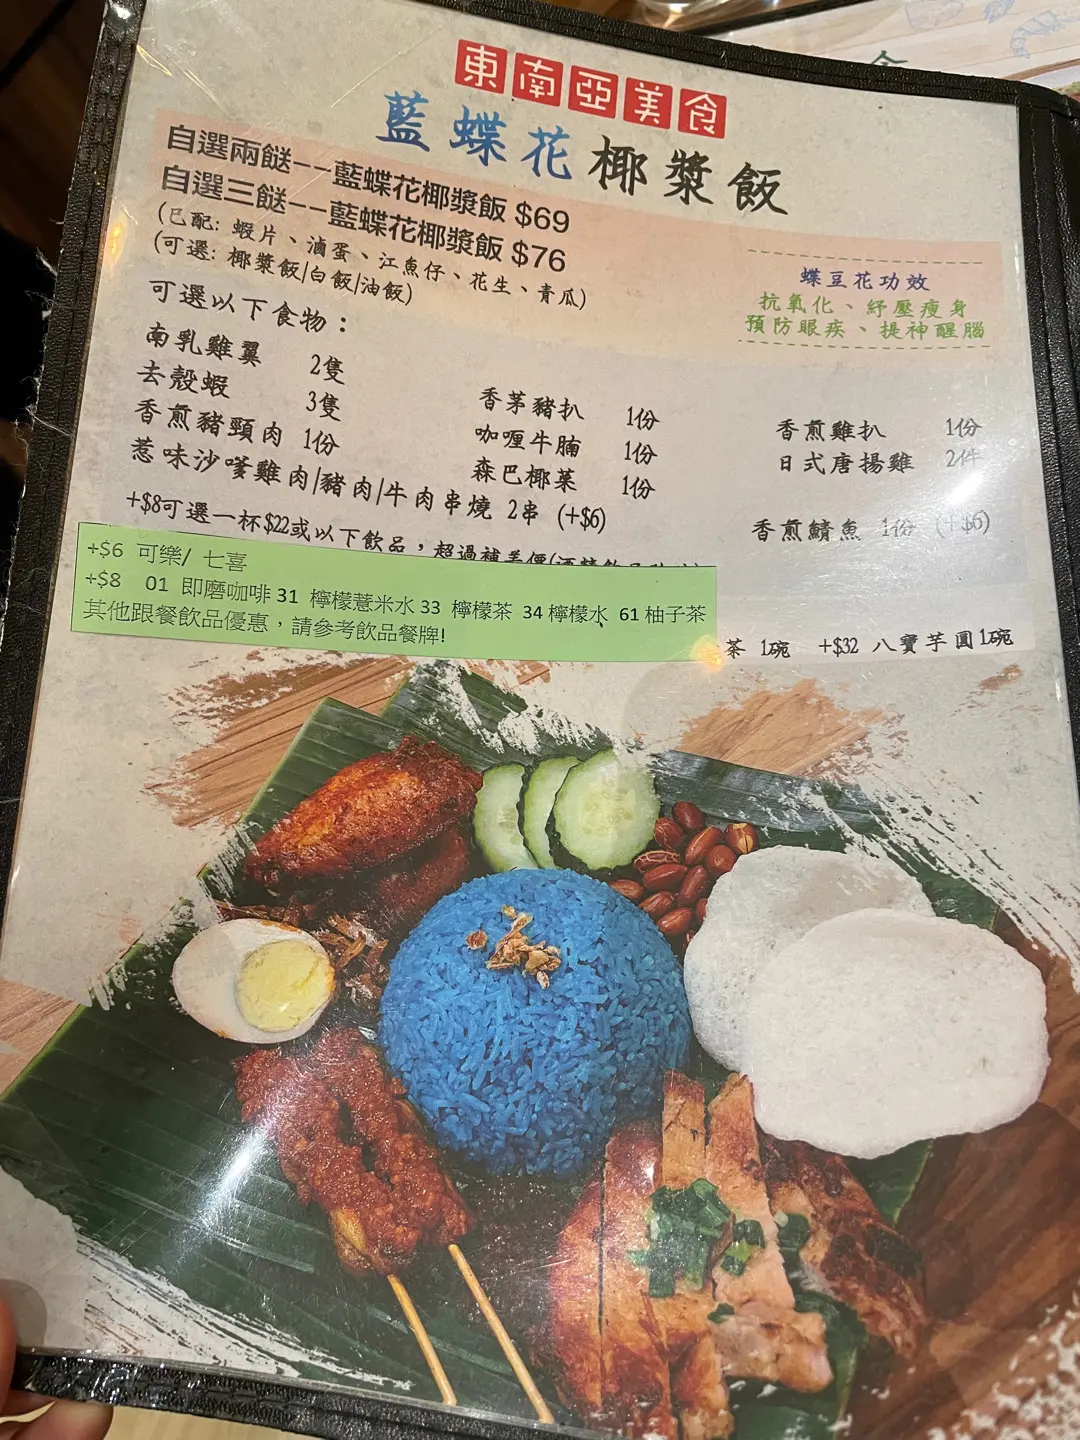 東南亞美食
藍蝶花椰漿飯
自選兩餸--藍蝶花椰漿飯 $69
自選三餸--藍蝶花椰漿飯 $76
(已配: 蝦片、滷蛋、江魚仔、花生、青瓜)
(可選: 椰漿飯|白飯|油飯)
蝶豆花功效
抗氧化、紓壓瘦身
預防眼疾、提神醒腦
可選以下食物：
南乳雞翼 2隻
去殼蝦 3隻
香煎豬頸肉 1份
惹味沙嗲雞肉|豬肉|牛肉串燒 2串 (+$6)
香茅豬扒 1份
咖喱牛腩 1份
森巴椰菜 1份
香煎雞扒 1份
日式唐揚雞 2件
香煎鯖魚 1份 (+$6)
+$8可選一杯$22或以下飲品，超過補差價
+$6 可樂/ 七喜
+$8 01 即磨咖啡 31 檸檬薏米水 33 檸檬茶 34 檸檬水 61 柚子茶
其他跟餐飲品優惠，請參考飲品餐牌!
茶 1碗 +$32 八寶芋圓1碗